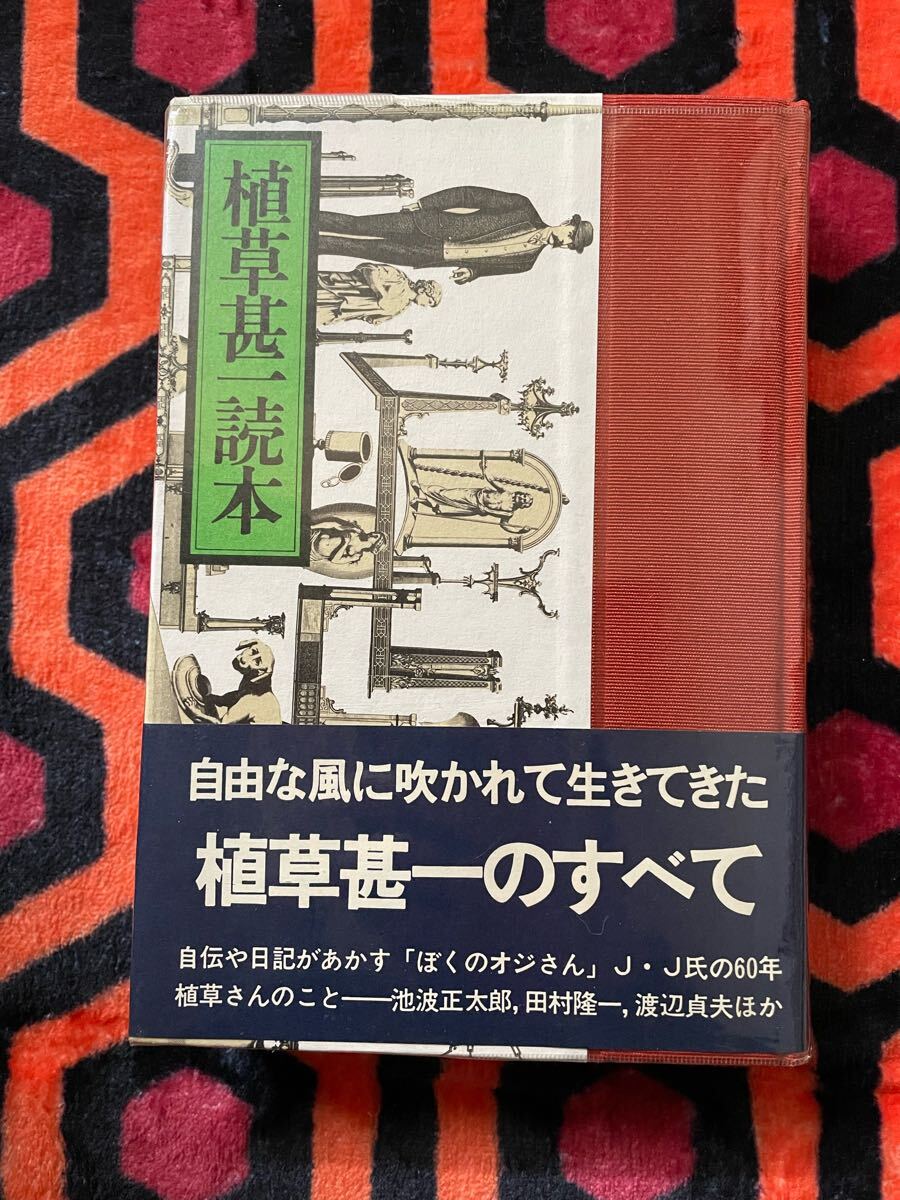 植草甚一読本
自由な風に吹かれて生きてきた
植草甚一のすべて
自伝や日記があかす「ぼくのオジさん」J・J氏の60年
植草さんのこと――池波正太郎,田村隆一,渡辺貞夫ほか